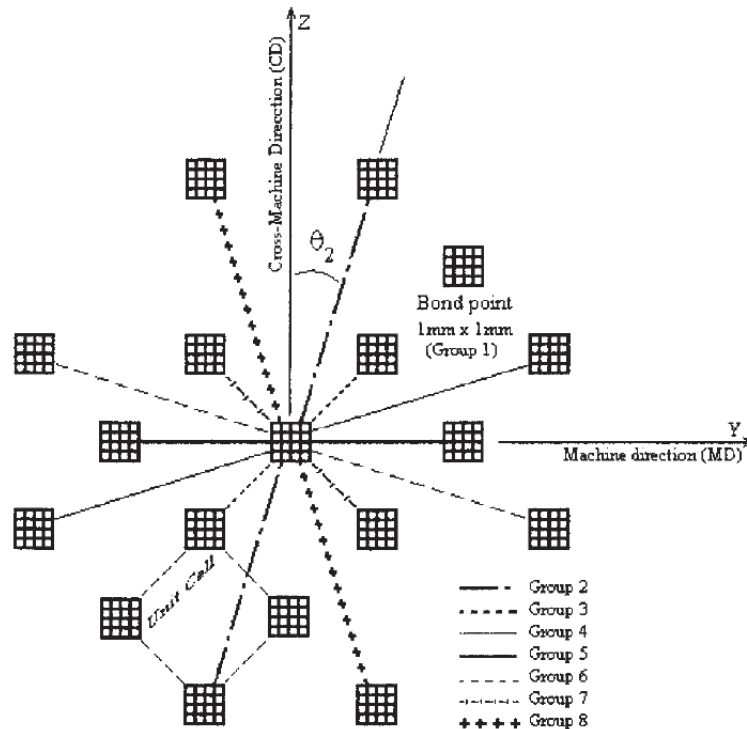 Z
Cross-Machine Direcction (CD)
θ2
Bond point
1mm x 1mm
(Group 1)
Y
Machine direction (MD)
Unit Cell
Group 2
Group 3
Group 4
Group 5
Group 6
Group 7
Group 8